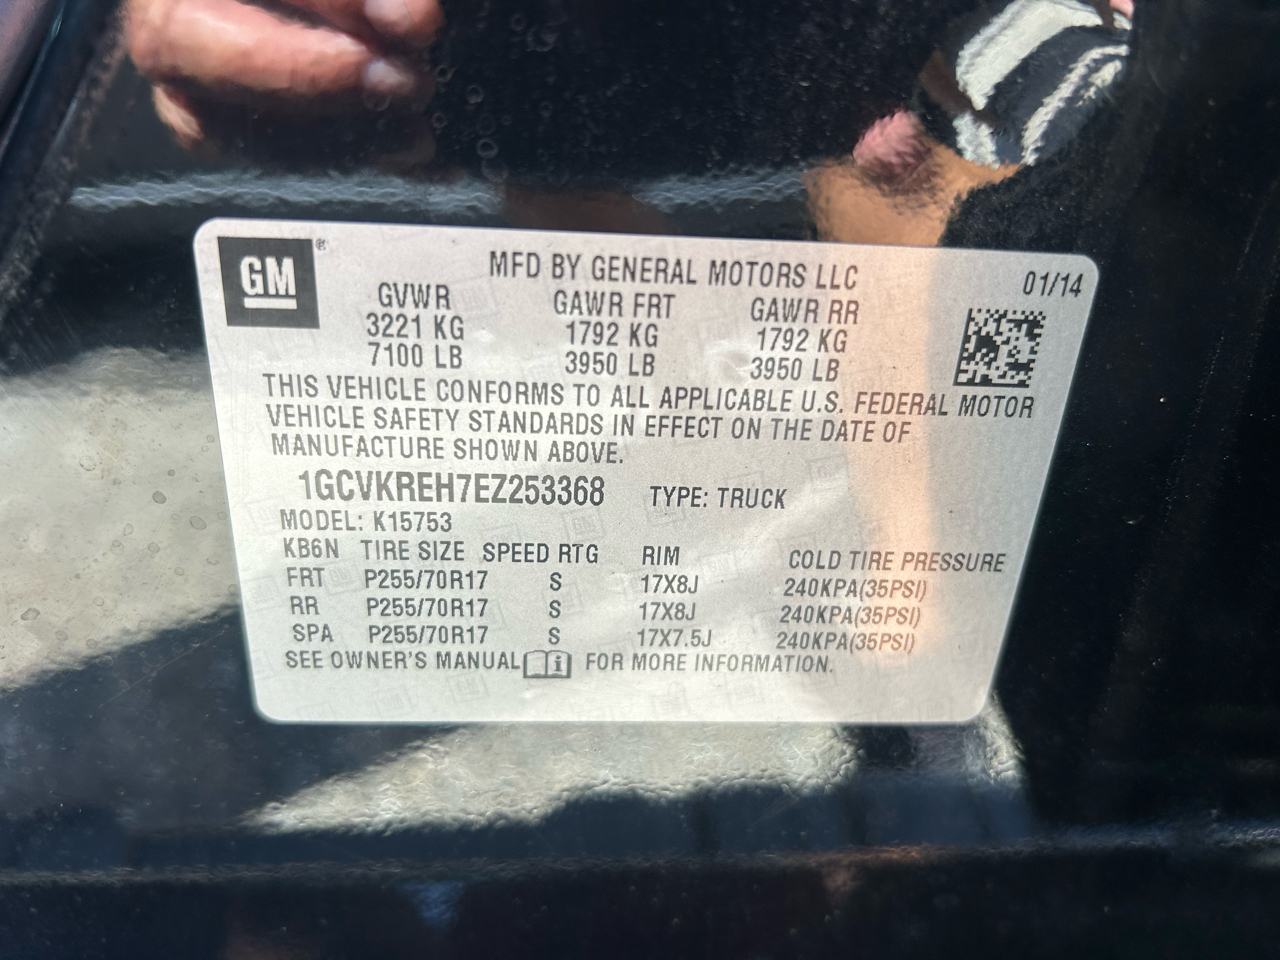 GM ®
MFD BY GENERAL MOTORS LLC 01/14
GVWR GAWR FRT GAWR RR
3221 KG 1792 KG 1792 KG
7100 LB 3950 LB 3950 LB
THIS VEHICLE CONFORMS TO ALL APPLICABLE U.S. FEDERAL MOTOR
VEHICLE SAFETY STANDARDS IN EFFECT ON THE DATE OF
MANUFACTURE SHOWN ABOVE.
1GCVKREH7EZ253368 TYPE: TRUCK
MODEL: K15753
KB6N TIRE SIZE SPEED RTG RIM COLD TIRE PRESSURE
FRT P255/70R17 S 17X8J 240KPA(35PSI)
RR P255/70R17 S 17X8J 240KPA(35PSI)
SPA P255/70R17 S 17X7.5J 240KPA(35PSI)
SEE OWNER'S MANUAL i FOR MORE INFORMATION.